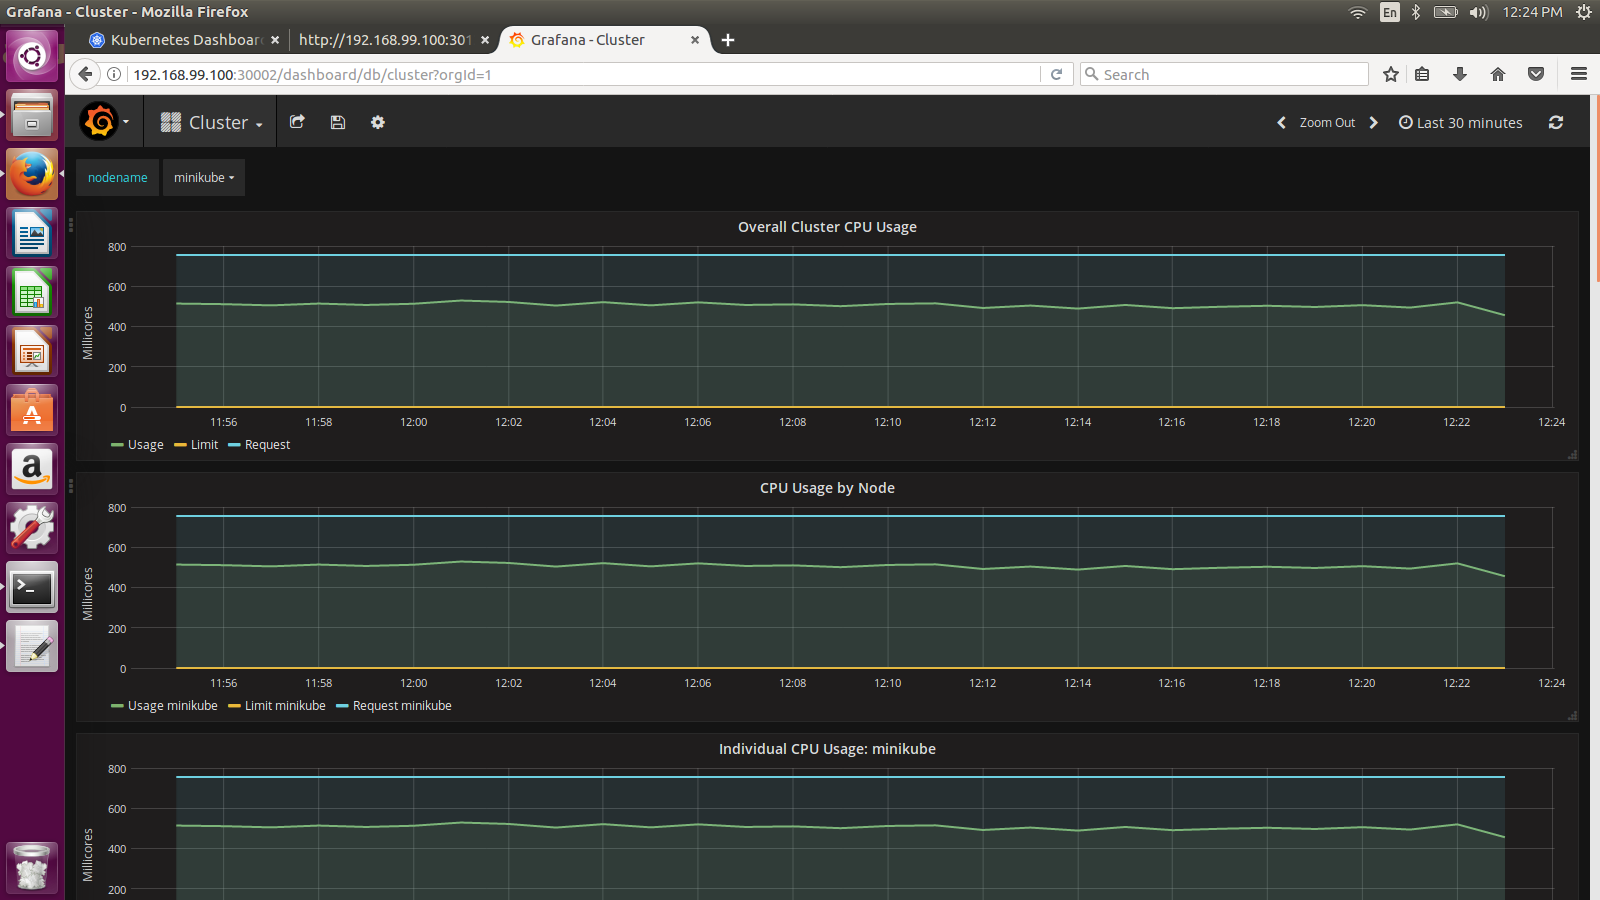 Grafana - Cluster - Mozilla Firefox
En
12:24 PM
Kubernetes Dashboar
http://192.168.99.100:301
Grafana - Cluster
192.168.99.100:30002/dashboard/db/cluster?orgId=1
Search
Cluster
Zoom Out
Last 30 minutes
nodename
minikube
Overall Cluster CPU Usage
Millicores
800
600
400
200
0
11:56 11:58 12:00 12:02 12:04 12:06 12:08 12:10 12:12 12:14 12:16 12:18 12:20 12:22 12:24
Usage Limit Request
CPU Usage by Node
Millicores
800
600
400
200
0
11:56 11:58 12:00 12:02 12:04 12:06 12:08 12:10 12:12 12:14 12:16 12:18 12:20 12:22 12:24
Usage minikube Limit minikube Request minikube
Individual CPU Usage: minikube
Millicores
800
600
400
200